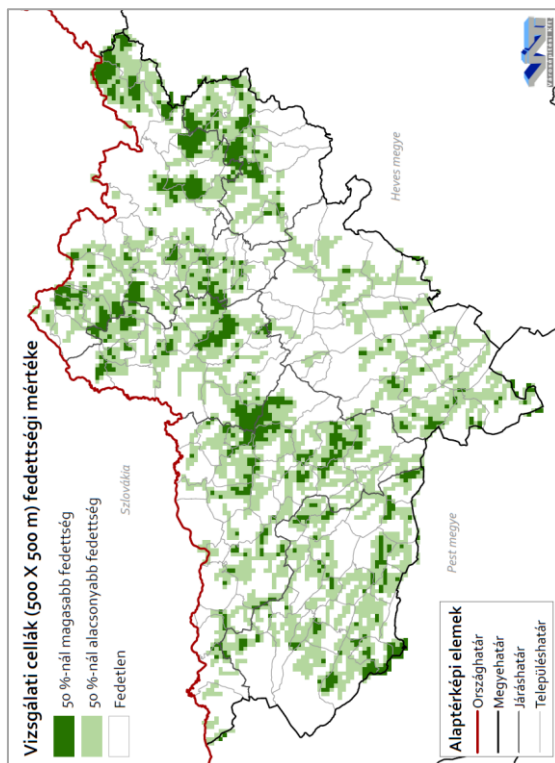 Vizsgálati cellák (500 X 500 m) fedettségi mértéke
50 %-nál magasabb fedettség
50 %-nál alacsonyabb fedettség
Fedetlen
Szlovákia
Heves megye
Pest megye
Alaptérképi elemek
Országhatár
Megyehatár
Járáshatár
Településhatár